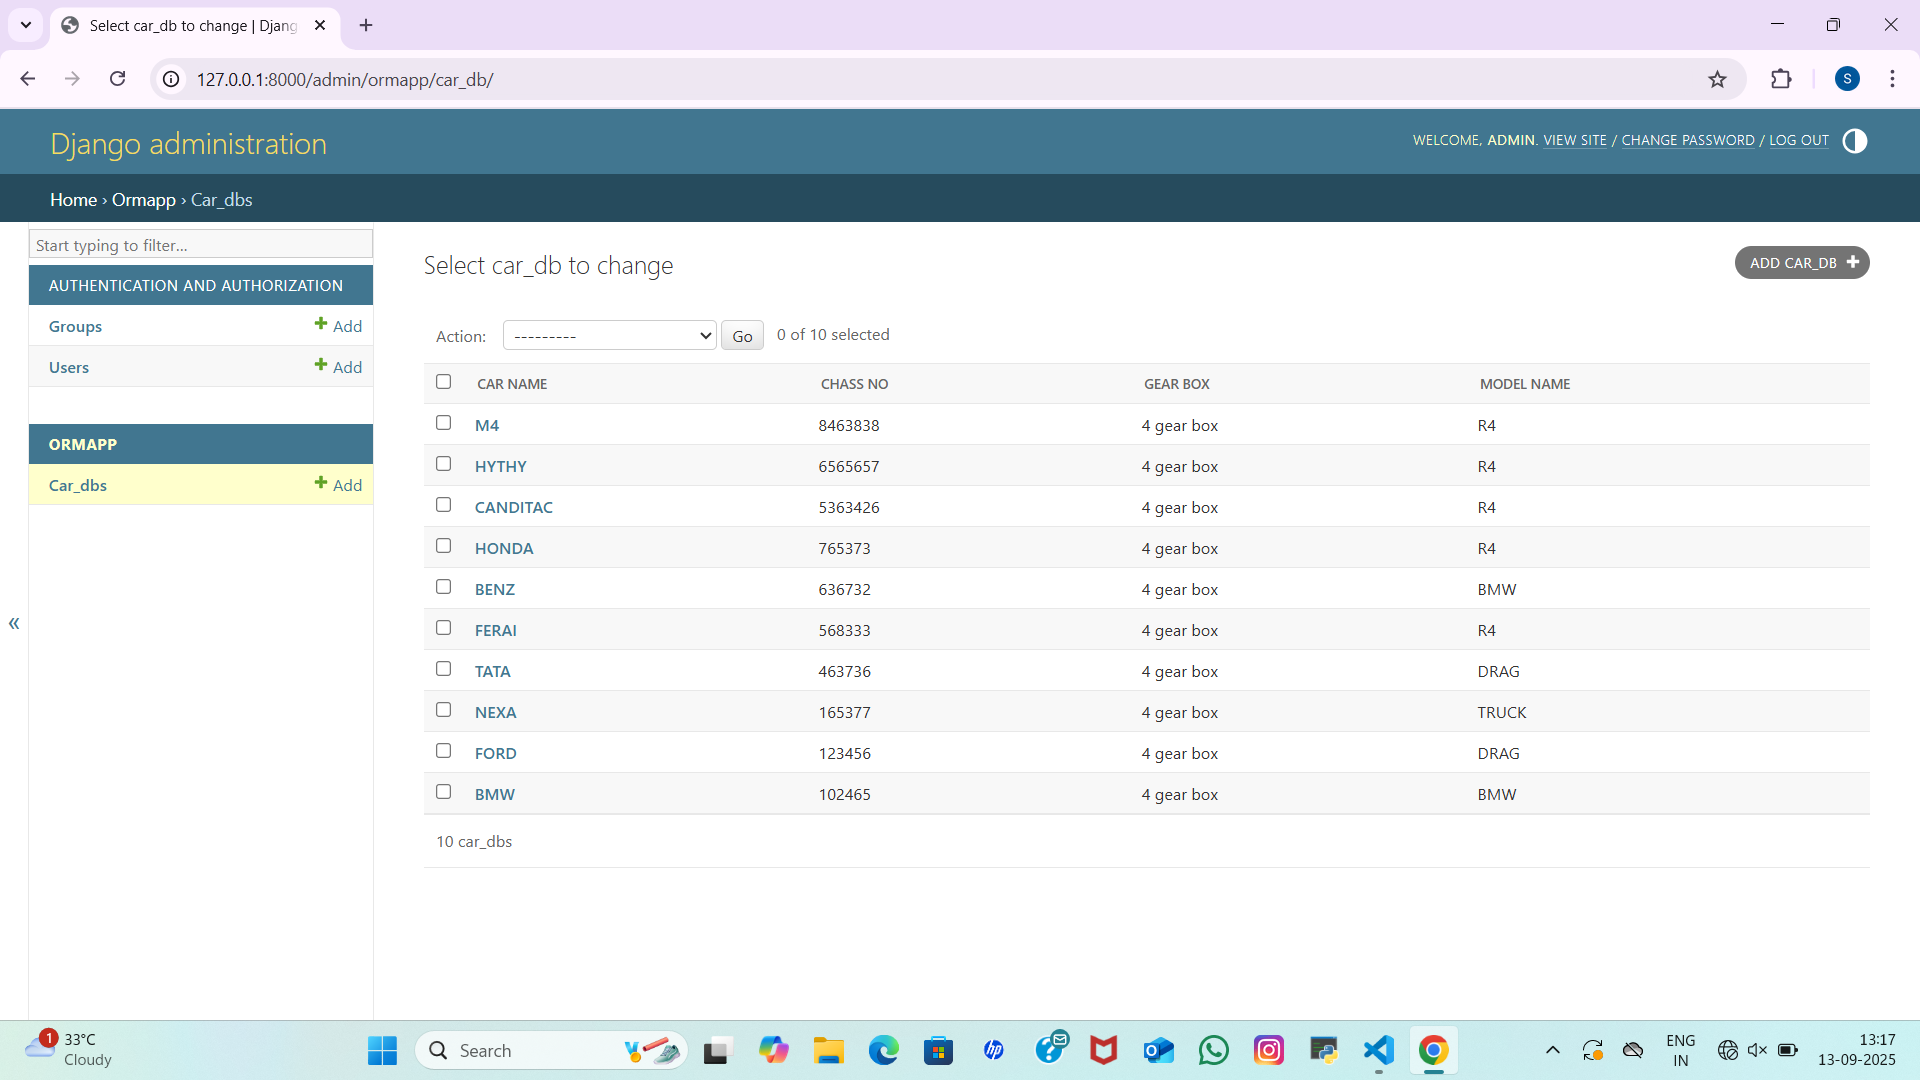 Select car_db to change | Djang
127.0.0.1:8000/admin/ormapp/car_db/
S
Django administration
WELCOME, ADMIN. VIEW SITE / CHANGE PASSWORD / LOG OUT
Home › Ormapp › Car_dbs
Start typing to filter...
AUTHENTICATION AND AUTHORIZATION
Groups + Add
Users + Add
ORMAPP
Car_dbs + Add
«
Select car_db to change
ADD CAR_DB +
Action: --------- Go 0 of 10 selected
CAR NAME CHASS NO GEAR BOX MODEL NAME
M4 8463838 4 gear box R4
HYTHY 6565657 4 gear box R4
CANDITAC 5363426 4 gear box R4
HONDA 765373 4 gear box R4
BENZ 636732 4 gear box BMW
FERAI 568333 4 gear box R4
TATA 463736 4 gear box DRAG
NEXA 165377 4 gear box TRUCK
FORD 123456 4 gear box DRAG
BMW 102465 4 gear box BMW
10 car_dbs
1
33°C
Cloudy
Search
hp
ENG
IN
13:17
13-09-2025